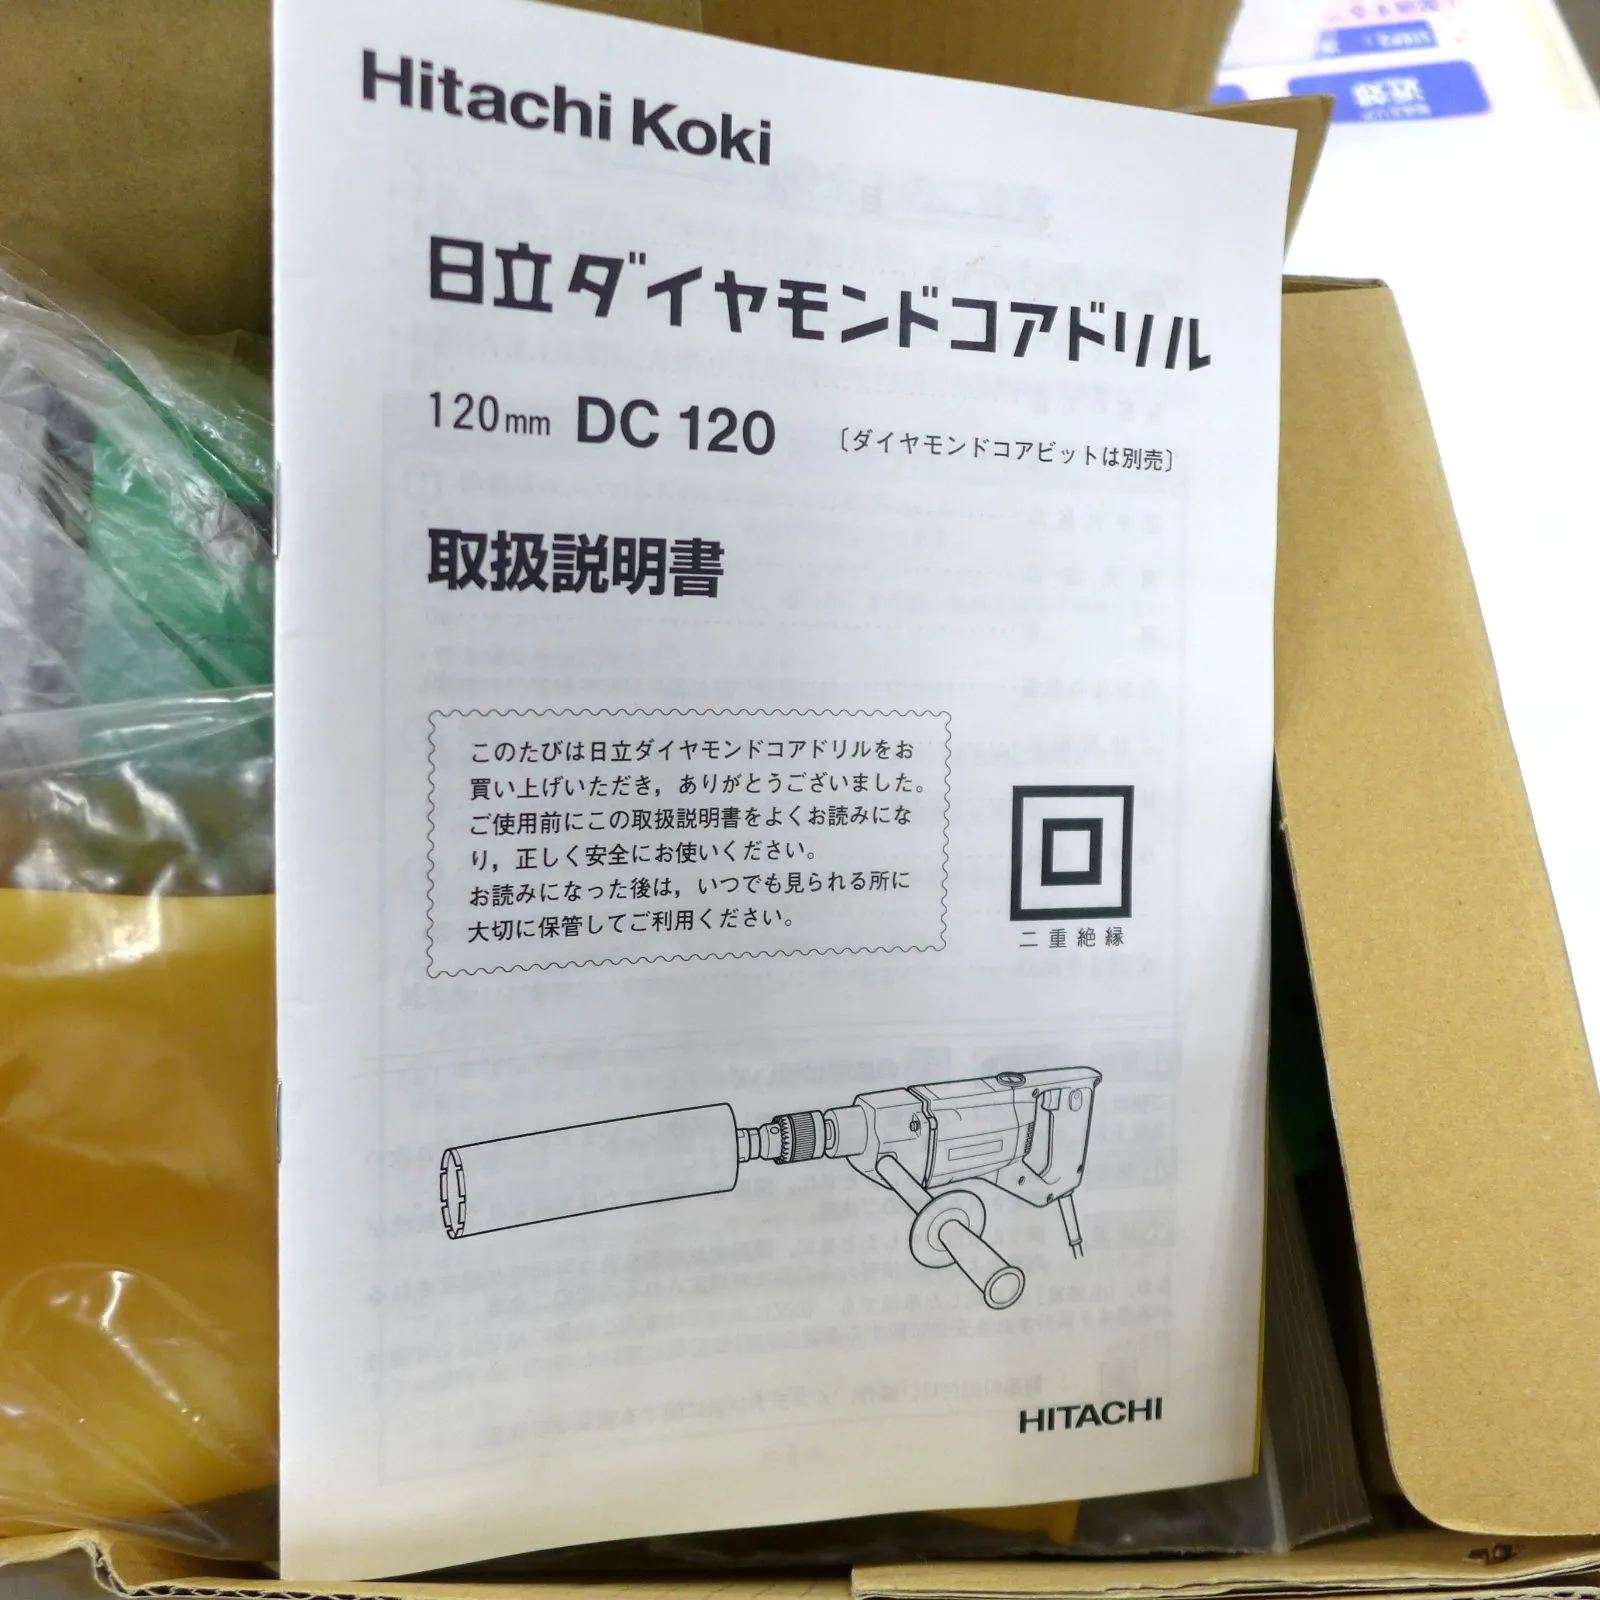 Hitachi Koki
日立ダイヤモンドコアドリル
120mm DC 120 〔ダイヤモンドコアビットは別売〕
取扱説明書
このたびは日立ダイヤモンドコアドリルをお
買い上げいただき，ありがとうございました。
ご使用前にこの取扱説明書をよくお読みにな
り，正しく安全にお使いください。
お読みになった後は，いつでも見られる所に
大切に保管してご利用ください。
二重絶縁
HITACHI